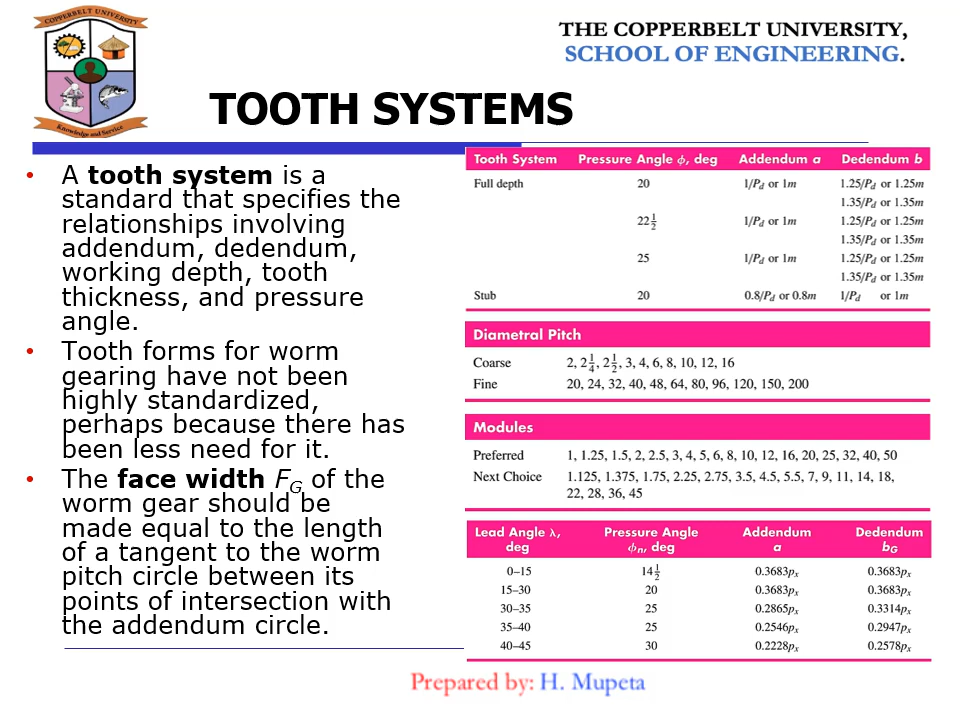 COPPERBELT UNIVERSITY
Knowledge and Service
THE COPPERBELT UNIVERSITY,
SCHOOL OF ENGINEERING.
TOOTH SYSTEMS
• A tooth system is a
standard that specifies the
relationships involving
addendum, dedendum,
working depth, tooth
thickness, and pressure
angle.
• Tooth forms for worm
gearing have not been
highly standardized,
perhaps because there has
been less need for it.
• The face width FG of the
worm gear should be
made equal to the length
of a tangent to the worm
pitch circle between its
points of intersection with
the addendum circle.
Tooth System Pressure Angle ϕ, deg Addendum a Dedendum b
Full depth 20 1/Pd or 1m 1.25/Pd or 1.25m
1.35/Pd or 1.35m
22 1/2 1/Pd or 1m 1.25/Pd or 1.25m
1.35/Pd or 1.35m
25 1/Pd or 1m 1.25/Pd or 1.25m
1.35/Pd or 1.35m
Stub 20 0.8/Pd or 0.8m 1/Pd or 1m
Diametral Pitch
Coarse 2, 2 1/4, 2 1/2, 3, 4, 6, 8, 10, 12, 16
Fine 20, 24, 32, 40, 48, 64, 80, 96, 120, 150, 200
Modules
Preferred 1, 1.25, 1.5, 2, 2.5, 3, 4, 5, 6, 8, 10, 12, 16, 20, 25, 32, 40, 50
Next Choice 1.125, 1.375, 1.75, 2.25, 2.75, 3.5, 4.5, 5.5, 7, 9, 11, 14, 18,
22, 28, 36, 45
Lead Angle λ, Pressure Angle Addendum Dedendum
deg ϕn, deg a bG
0–15 14 1/2 0.3683px 0.3683px
15–30 20 0.3683px 0.3683px
30–35 25 0.2865px 0.3314px
35–40 25 0.2546px 0.2947px
40–45 30 0.2228px 0.2578px
Prepared by: H. Mupeta